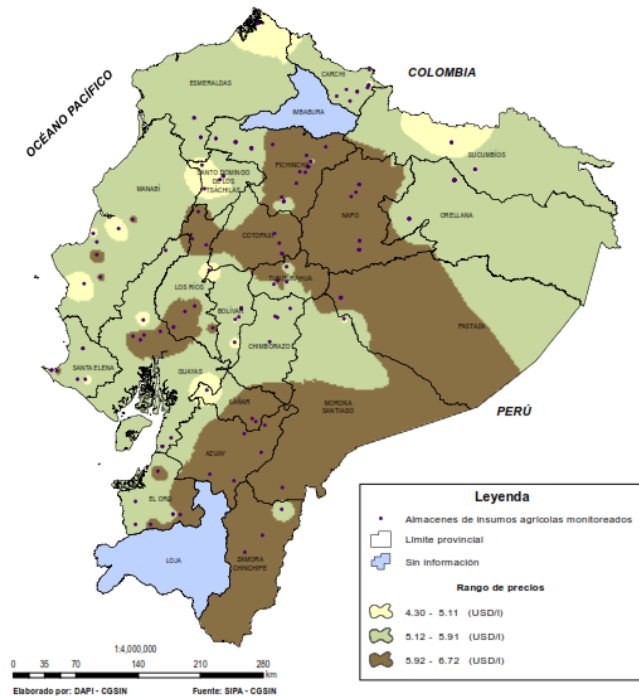 COLOMBIA
OCÉANO PACÍFICO
ESMERALDAS
CARCHI
IMBABURA
SUCUMBÍOS
PICHINCHA
SANTO DOMINGO
DE LOS
TSÁCHILAS
MANABÍ
NAPO
ORELLANA
COTOPAXI
TUNGURAHUA
LOS RÍOS
BOLÍVAR
PASTAZA
CHIMBORAZO
SANTA ELENA
GUAYAS
CAÑAR
MORONA
SANTIAGO
PERÚ
AZUAY
EL ORO
LOJA
ZAMORA
CHINCHIPE
Leyenda
Almacenes de insumos agrícolas monitoreados
Límite provincial
Sin información
Rango de precios
4.30 - 5.11 (USD/l)
5.12 - 5.91 (USD/l)
5.92 - 6.72 (USD/l)
1:4,000,000
0 35 70 140 210 280
km
Elaborado por: DAPI - CGSIN Fuente: SIPA - CGSIN